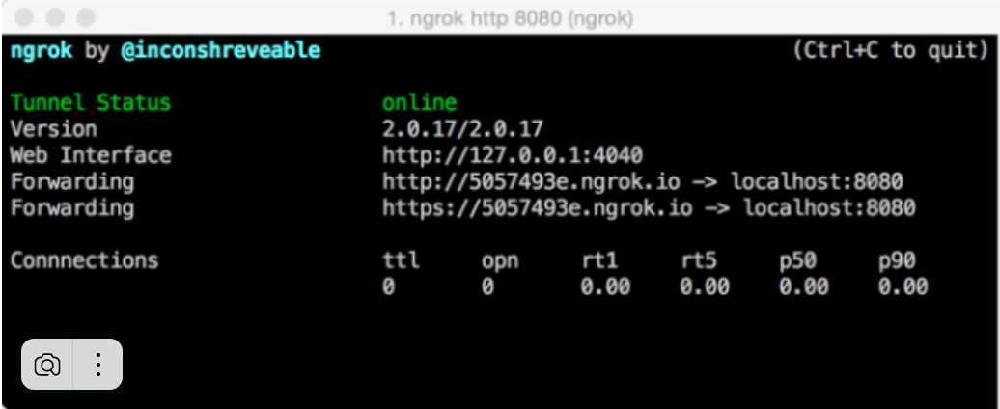 1. ngrok http 8080 (ngrok)
ngrok by @inconshreveable (Ctrl+C to quit)
Tunnel Status online
Version 2.0.17/2.0.17
Web Interface http://127.0.0.1:4040
Forwarding http://5057493e.ngrok.io -> localhost:8080
Forwarding https://5057493e.ngrok.io -> localhost:8080
Connnections ttl opn rt1 rt5 p50 p90
0 0 0.00 0.00 0.00 0.00